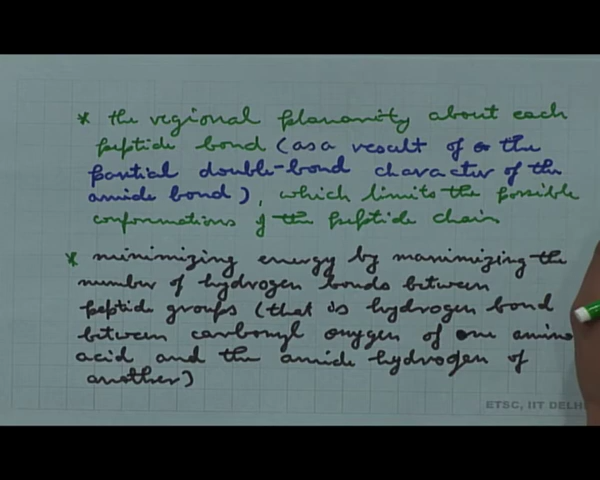 * the regional planarity about each
peptide bond (as a result of the
partial double-bond character of the
amide bond), which limits the possible
conformations of the peptide chain
* minimizing energy by maximizing the
number of hydrogen bonds between
peptide groups (that is hydrogen bond
between carbonyl oxygen of one amino
acid and the amide hydrogen of
another)
ETSC, IIT DELH